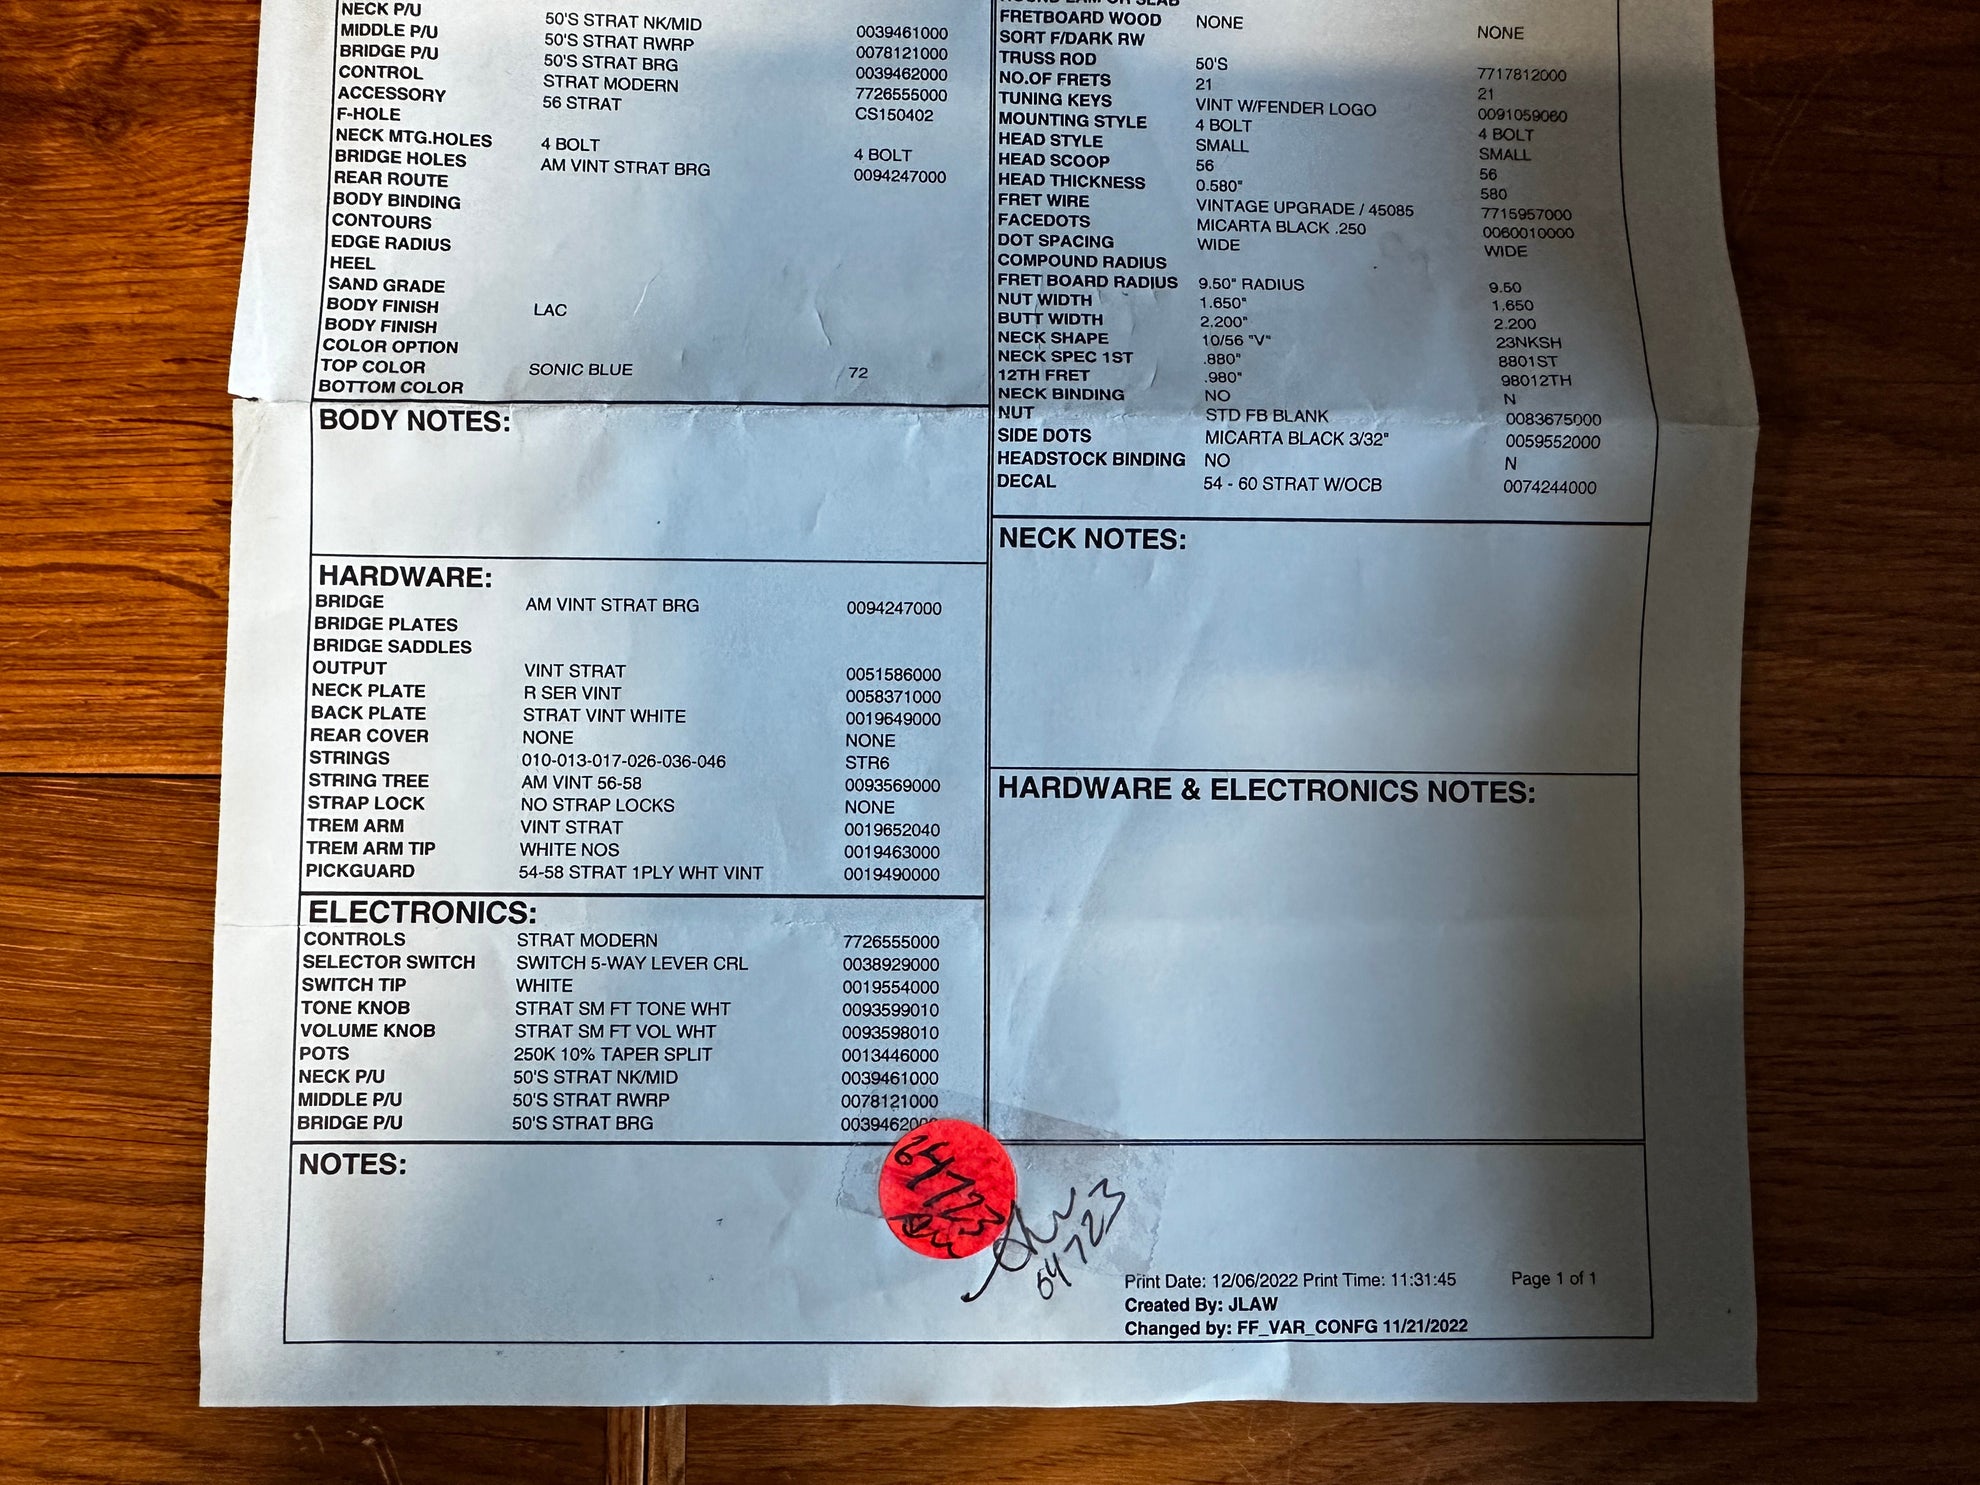 NECK P/U 50'S STRAT NK/MID 0039461000
MIDDLE P/U 50'S STRAT RWRP 0078121000
BRIDGE P/U 50'S STRAT BRG 0039462000
CONTROL STRAT MODERN 7726555000
ACCESSORY 56 STRAT CS150402
F-HOLE
NECK MTG.HOLES 4 BOLT 4 BOLT
BRIDGE HOLES AM VINT STRAT BRG 0094247000
REAR ROUTE
BODY BINDING
CONTOURS
EDGE RADIUS
HEEL
SAND GRADE
BODY FINISH LAC
BODY FINISH
COLOR OPTION
TOP COLOR SONIC BLUE 72
BOTTOM COLOR
BODY NOTES:
HARDWARE:
BRIDGE AM VINT STRAT BRG 0094247000
BRIDGE PLATES
BRIDGE SADDLES
OUTPUT VINT STRAT 0051586000
NECK PLATE R SER VINT 0058371000
BACK PLATE STRAT VINT WHITE 0019649000
REAR COVER NONE NONE
STRINGS 010-013-017-026-036-046 STR6
STRING TREE AM VINT 56-58 0093569000
STRAP LOCK NO STRAP LOCKS NONE
TREM ARM VINT STRAT 0019652040
TREM ARM TIP WHITE NOS 0019463000
PICKGUARD 54-58 STRAT 1PLY WHT VINT 0019490000
ELECTRONICS:
CONTROLS STRAT MODERN 7726555000
SELECTOR SWITCH SWITCH 5-WAY LEVER CRL 0038929000
SWITCH TIP WHITE 0019554000
TONE KNOB STRAT SM FT TONE WHT 0093599010
VOLUME KNOB STRAT SM FT VOL WHT 0093598010
POTS 250K 10% TAPER SPLIT 0013446000
NECK P/U 50'S STRAT NK/MID 0039461000
MIDDLE P/U 50'S STRAT RWRP 0078121000
BRIDGE P/U 50'S STRAT BRG 0039462000
ROUND LAM OR SLAB
FRETBOARD WOOD NONE NONE
SORT F/DARK RW
TRUSS ROD 50'S 7717812000
NO.OF FRETS 21 21
TUNING KEYS VINT W/FENDER LOGO 0091059060
MOUNTING STYLE 4 BOLT 4 BOLT
HEAD STYLE SMALL SMALL
HEAD SCOOP 56 56
HEAD THICKNESS 0.580" 580
FRET WIRE VINTAGE UPGRADE / 45085 7715957000
FACEDOTS MICARTA BLACK .250 0060010000
DOT SPACING WIDE WIDE
COMPOUND RADIUS
FRET BOARD RADIUS 9.50" RADIUS 9.50
NUT WIDTH 1.650" 1.650
BUTT WIDTH 2.200" 2.200
NECK SHAPE 10/56 "V" 23NKSH
NECK SPEC 1ST .880" 8801ST
12TH FRET .980" 98012TH
NECK BINDING NO N
NUT STD FB BLANK 0083675000
SIDE DOTS MICARTA BLACK 3/32" 0059552000
HEADSTOCK BINDING NO N
DECAL 54 - 60 STRAT W/OCB 0074244000
NECK NOTES:
HARDWARE & ELECTRONICS NOTES:
NOTES:
64723
04723
Print Date: 12/06/2022 Print Time: 11:31:45 Page 1 of 1
Created By: JLAW
Changed by: FF_VAR_CONFG 11/21/2022